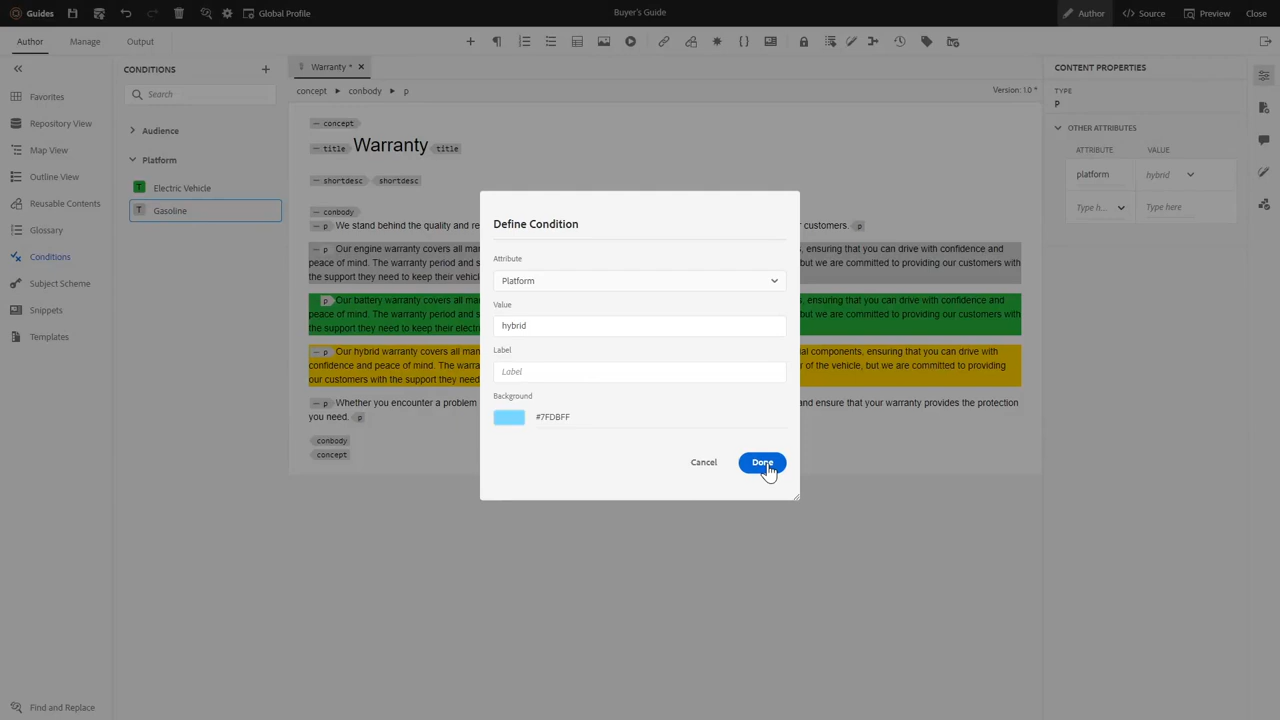 Guides
Global Profile
Buyer's Guide
Author
Source
Preview
Close
Author
Manage
Output
CONDITIONS
Search
Audience
Platform
Electric Vehicle
Gasoline
Favorites
Repository View
Map View
Outline View
Reusable Contents
Glossary
Conditions
Subject Scheme
Snippets
Templates
Find and Replace
Warranty *
concept conbody p
Version: 1.0 *
concept
title Warranty title
shortdesc shortdesc
conbody
p We stand behind the quality and re customers. p
p Our engine warranty covers all ma s, ensuring that you can drive with confidence and
peace of mind. The warranty period and s but we are committed to providing our customers with
the support they need to keep their vehic
p Our battery warranty covers all ma s, ensuring that you can drive with confidence and
peace of mind. The warranty period and s but we are committed to providing our customers with
the support they need to keep their electr
p Our hybrid warranty covers all man al components, ensuring that you can drive with
confidence and peace of mind. The warra r of the vehicle, but we are committed to providing
our customers with the support they need
p Whether you encounter a problem and ensure that your warranty provides the protection
you need. p
conbody
concept
Define Condition
Attribute
Platform
Value
hybrid
Label
Label
Background
#7FDBFF
Cancel
Done
CONTENT PROPERTIES
TYPE
P
OTHER ATTRIBUTES
ATTRIBUTE VALUE
platform hybrid
Type h... Type here